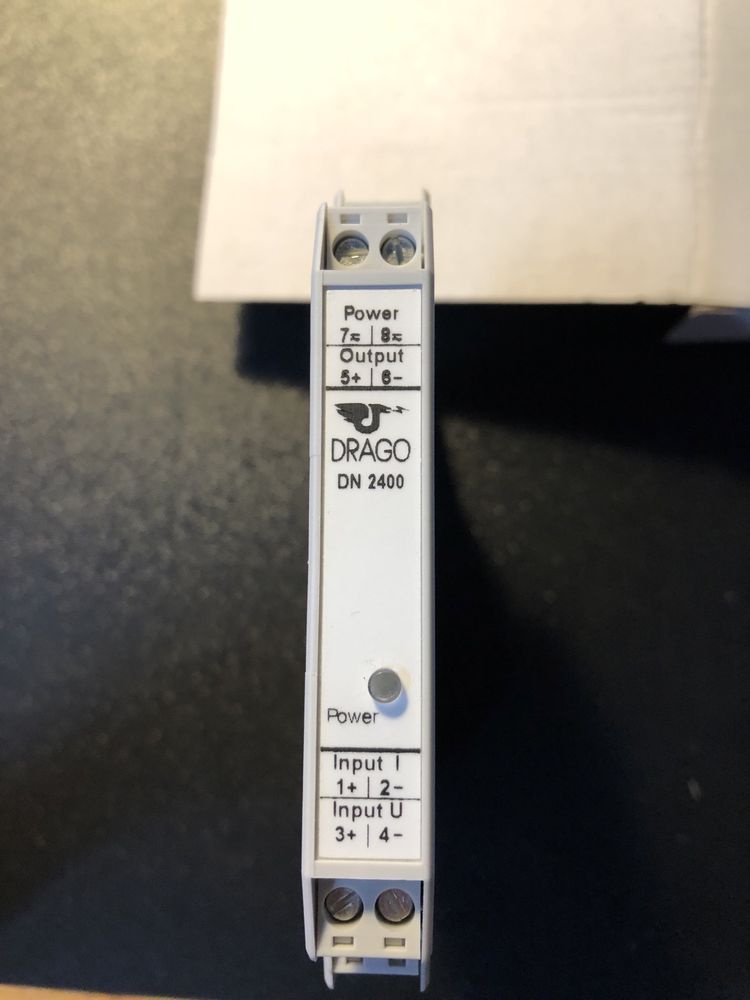 Power
7≂ | 8≂
Output
5+ | 6-
DRAGO
DN 2400
Power
Input I
1+ | 2-
Input U
3+ | 4-